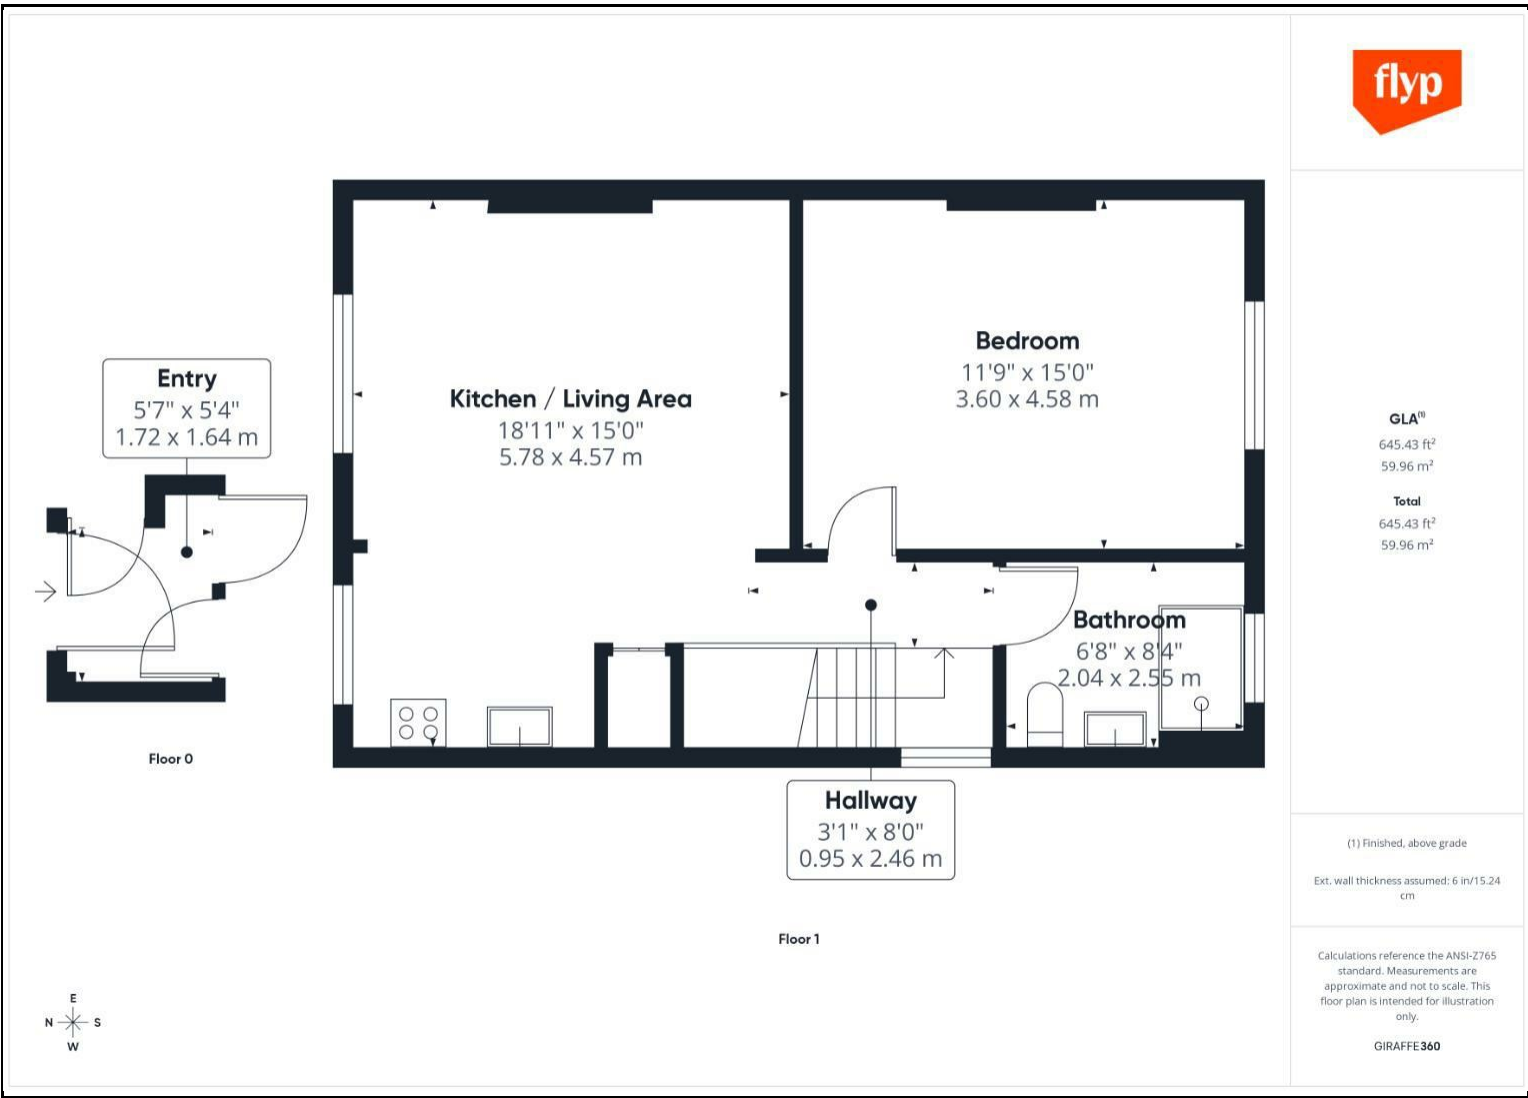 flyp
Entry
5'7" x 5'4"
1.72 x 1.64 m
Floor 0
Kitchen / Living Area
18'11" x 15'0"
5.78 x 4.57 m
Bedroom
11'9" x 15'0"
3.60 x 4.58 m
Bathroom
6'8" x 8'4"
2.04 x 2.55 m
Hallway
3'1" x 8'0"
0.95 x 2.46 m
Floor 1
E
N S
W
GLA⁽¹⁾
645.43 ft²
59.96 m²
Total
645.43 ft²
59.96 m²
(1) Finished, above grade
Ext. wall thickness assumed: 6 in/15.24
cm
Calculations reference the ANSI-Z765
standard. Measurements are
approximate and not to scale. This
floor plan is intended for illustration
only.
GIRAFFE360